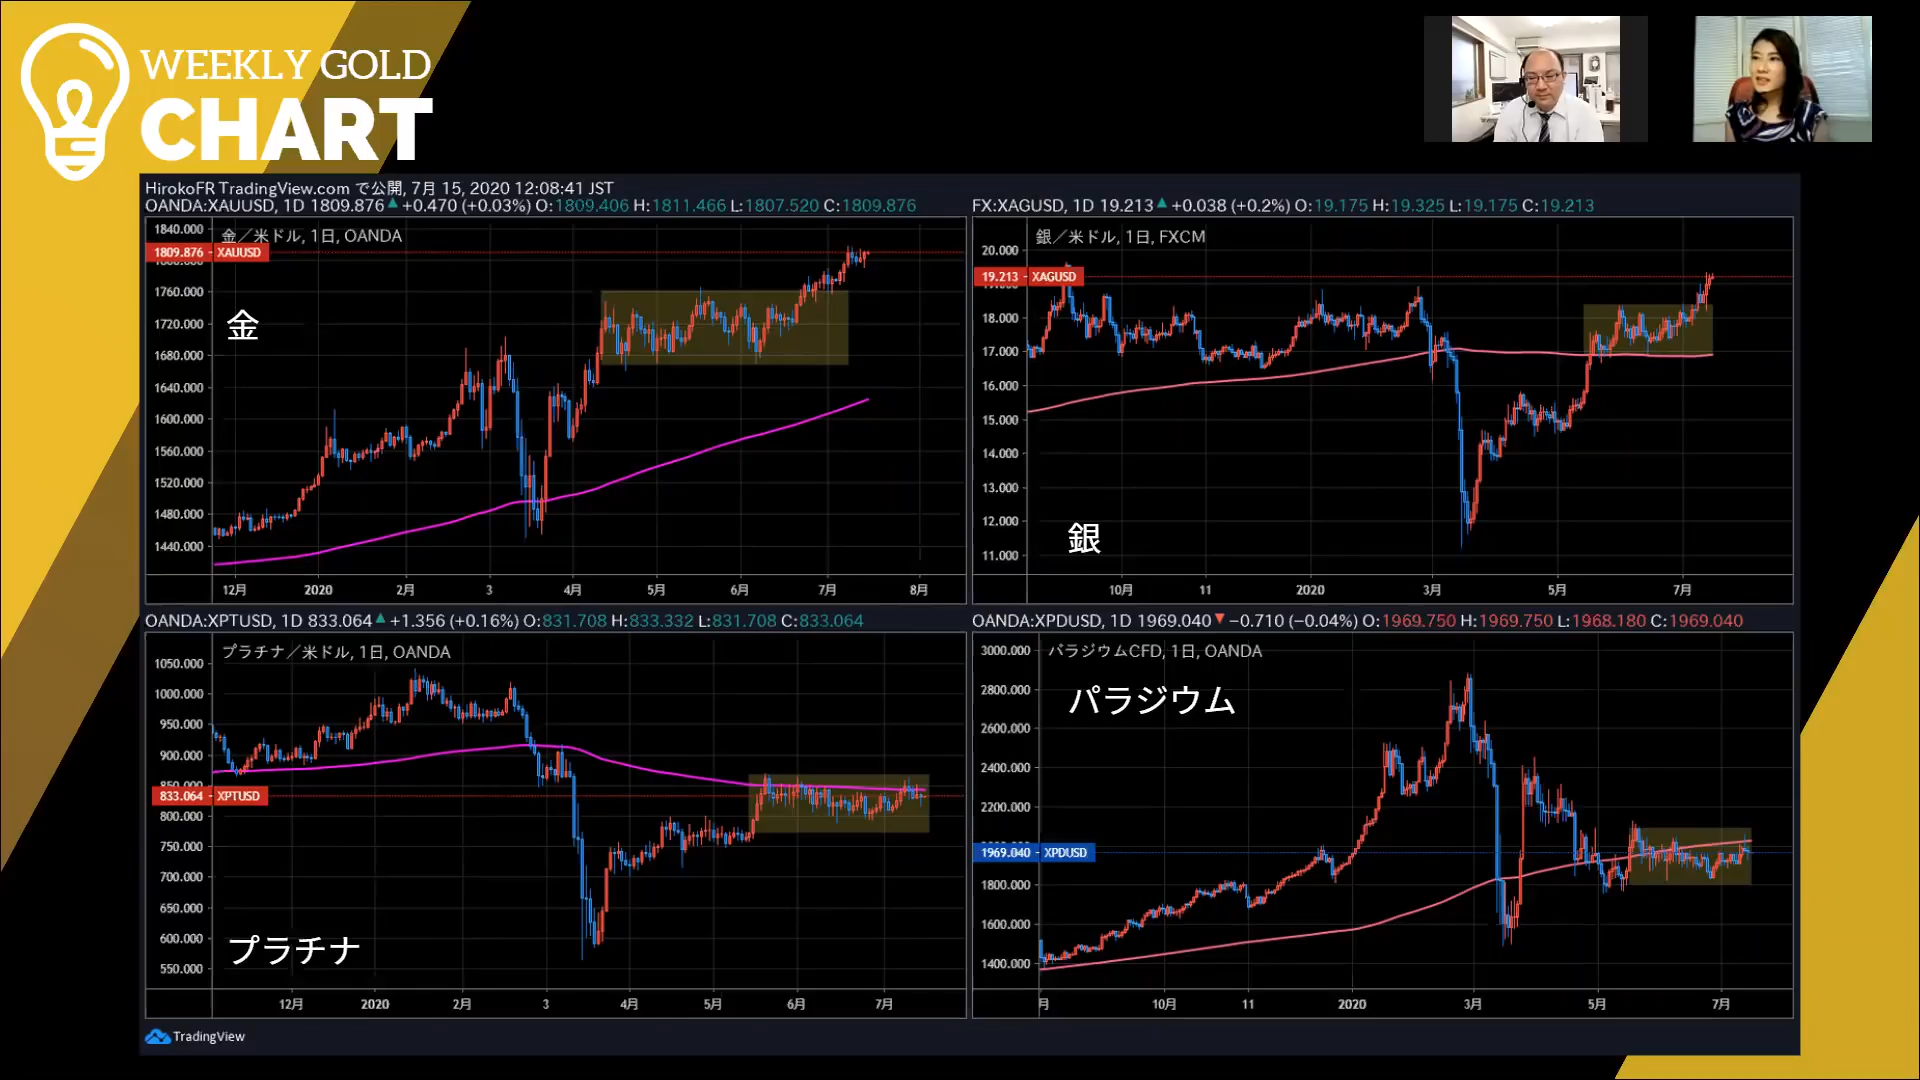 WEEKLY GOLD
CHART
HirokoFR TradingView.com で公開, 7月 15, 2020 12:08:41 JST
OANDA:XAUUSD, 1D 1809.876 ▲ +0.470 (+0.03%) O:1809.406 H:1811.466 L:1807.520 C:1809.876
金／米ドル, 1日, OANDA
1840.000
1809.876 XAUUSD
1800.000
1760.000
1720.000
1680.000
1640.000
1600.000
1560.000
1520.000
1480.000
1440.000
金
12月 2020 2月 3 4月 5月 6月 7月 8月
FX:XAGUSD, 1D 19.213 ▲ +0.038 (+0.2%) O:19.175 H:19.325 L:19.175 C:19.213
銀／米ドル, 1日, FXCM
20.000
19.213 XAGUSD
18.000
17.000
16.000
15.000
14.000
13.000
12.000
11.000
銀
10月 11 2020 3月 5月 7月
OANDA:XPTUSD, 1D 833.064 ▲ +1.356 (+0.16%) O:831.708 H:833.332 L:831.708 C:833.064
プラチナ／米ドル, 1日, OANDA
1050.000
1000.000
950.000
900.000
850.000
833.064 XPTUSD
800.000
750.000
700.000
650.000
600.000
550.000
プラチナ
12月 2020 2月 3 4月 5月 6月 7月
OANDA:XPDUSD, 1D 1969.040 ▼ −0.710 (−0.04%) O:1969.750 H:1969.750 L:1968.180 C:1969.040
パラジウムCFD, 1日, OANDA
パラジウム
3000.000
2800.000
2600.000
2400.000
2200.000
1969.040 XPDUSD
1800.000
1600.000
1400.000
月 10月 11 2020 3月 5月 7月
TradingView